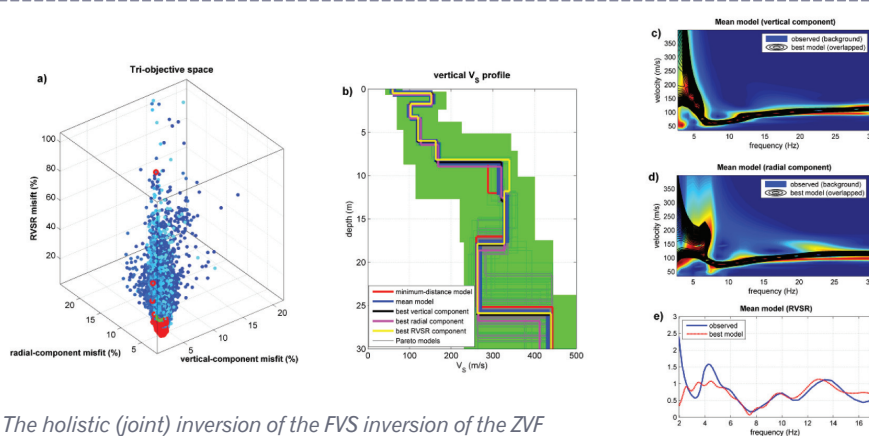 a)
Tri-objective space
100
80
60
40
20
RVSR misfit (%)
20
15
10
5
radial-component misfit (%)
5
10
15
20
vertical-component misfit (%)
b)
vertical VS profile
0
5
10
15
20
25
30
depth (m)
minimum-distance model
mean model
best vertical component
best radial component
best RVSR component
Pareto models
0 100 200 300 400 500
VS (m/s)
c)
Mean model (vertical component)
observed (background)
best model (overlapped)
350
300
250
200
150
100
50
velocity (m/s)
5 10 15 20 25 30
frequency (Hz)
d)
Mean model (radial component)
observed (background)
best model (overlapped)
350
300
250
200
150
100
50
velocity (m/s)
5 10 15 20 25
frequency (Hz)
e)
Mean model (RVSR)
observed
best model
3
2.5
2
1.5
1
0.5
0
2 4 6 8 10 12 14 16
frequency (Hz)
The holistic (joint) inversion of the FVS inversion of the ZVF